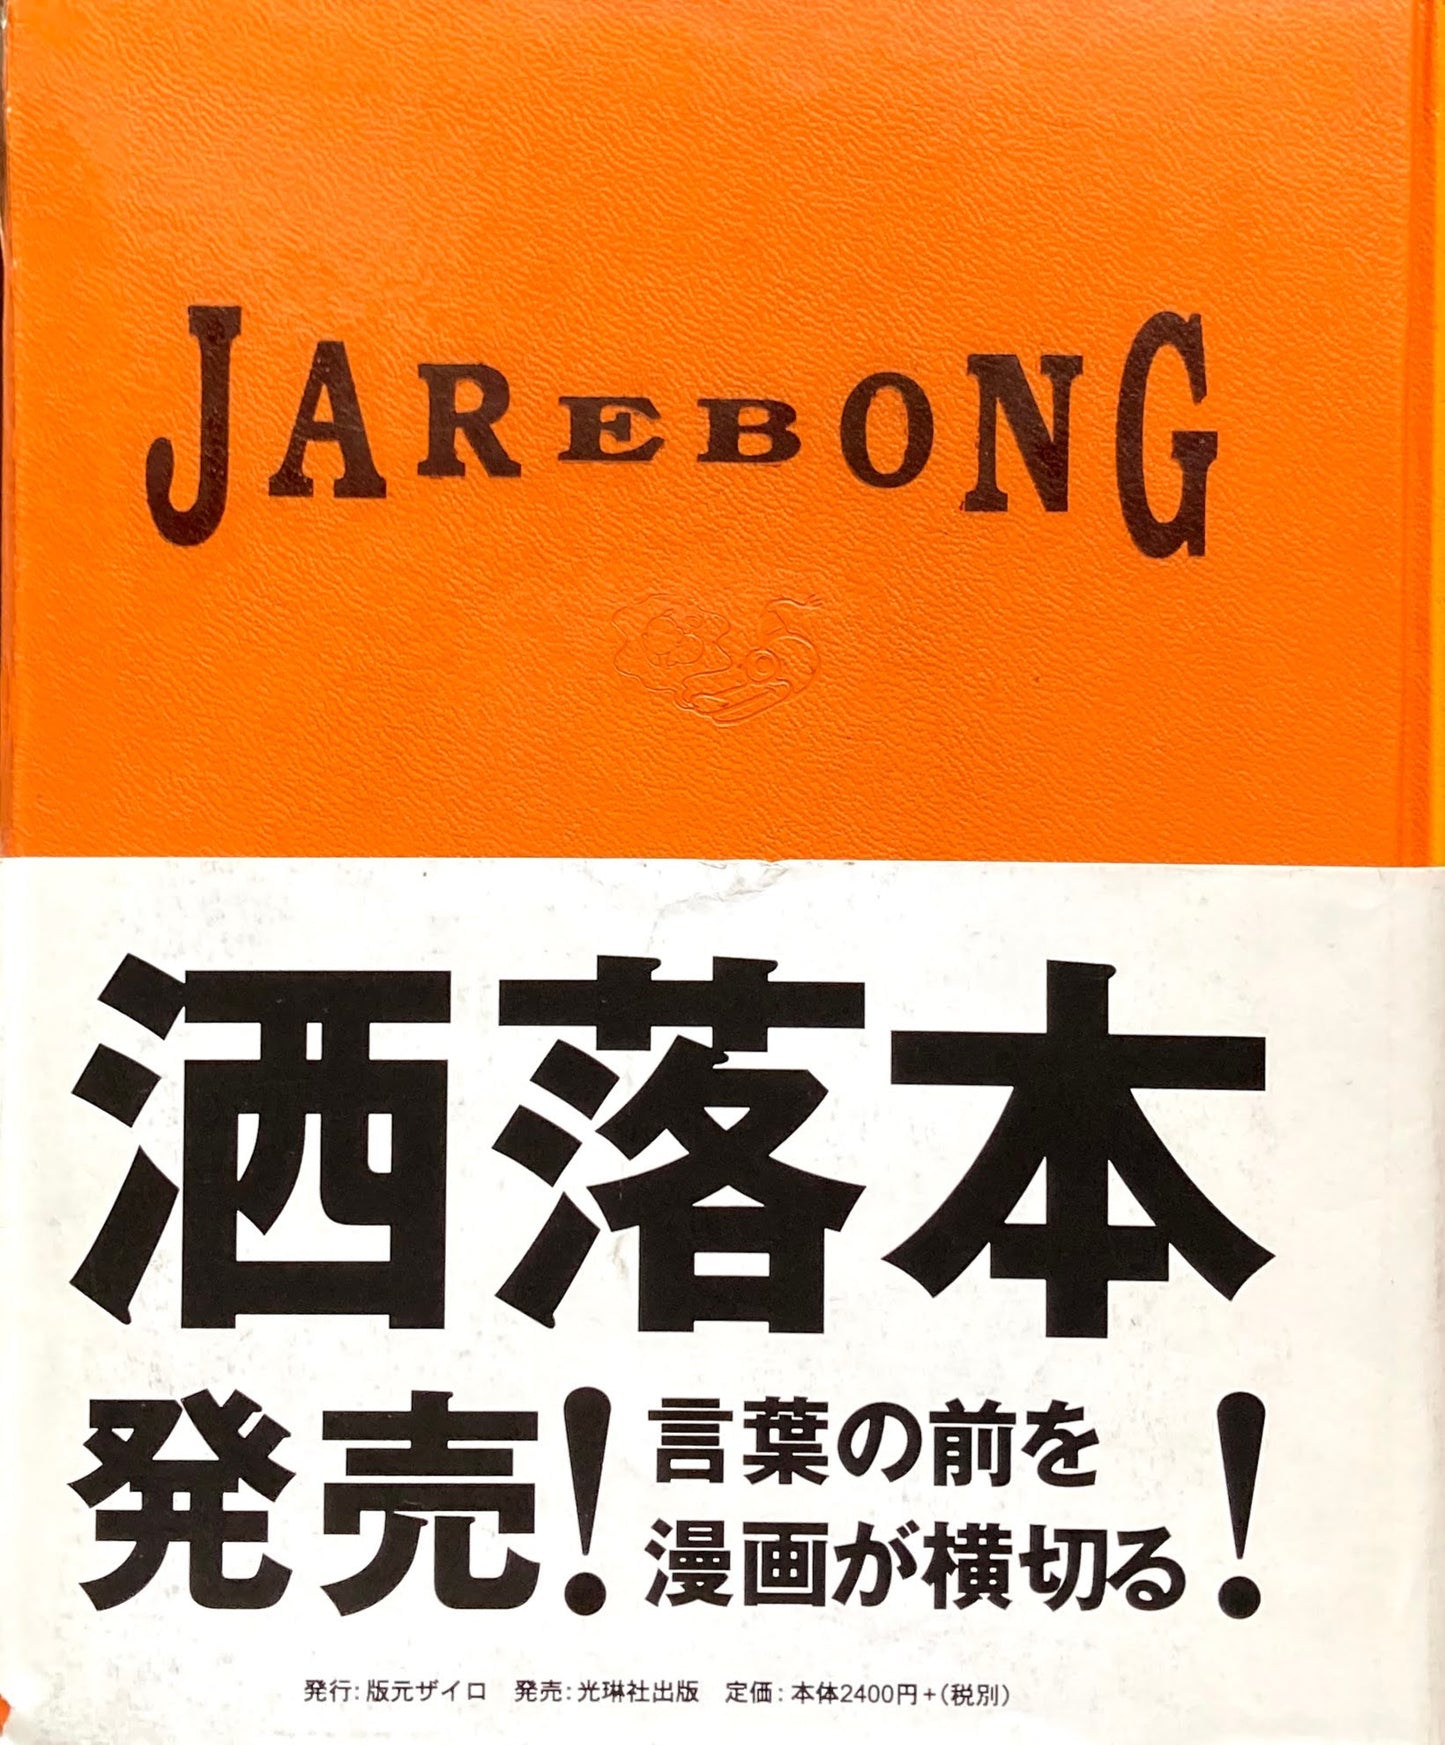 JAREBONG
洒落本
発売！言葉の前を
漫画が横切る！
発行：版元ザイロ　発売：光琳社出版　定価：本体2400円+（税別）